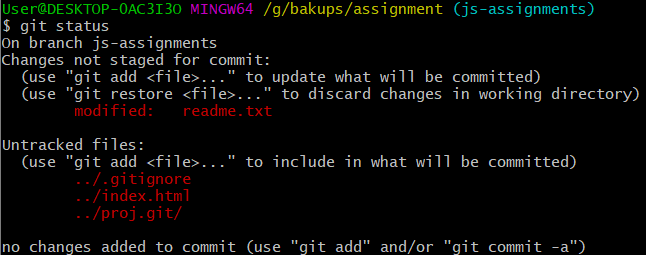 User@DESKTOP-OAC3I3O MINGW64 /g/bakups/assignment (js-assignments)
$ git status
On branch js-assignments
Changes not staged for commit:
  (use "git add <file>..." to update what will be committed)
  (use "git restore <file>..." to discard changes in working directory)
        modified:   readme.txt

Untracked files:
  (use "git add <file>..." to include in what will be committed)
        ../.gitignore
        ../index.html
        ../proj.git/

no changes added to commit (use "git add" and/or "git commit -a")